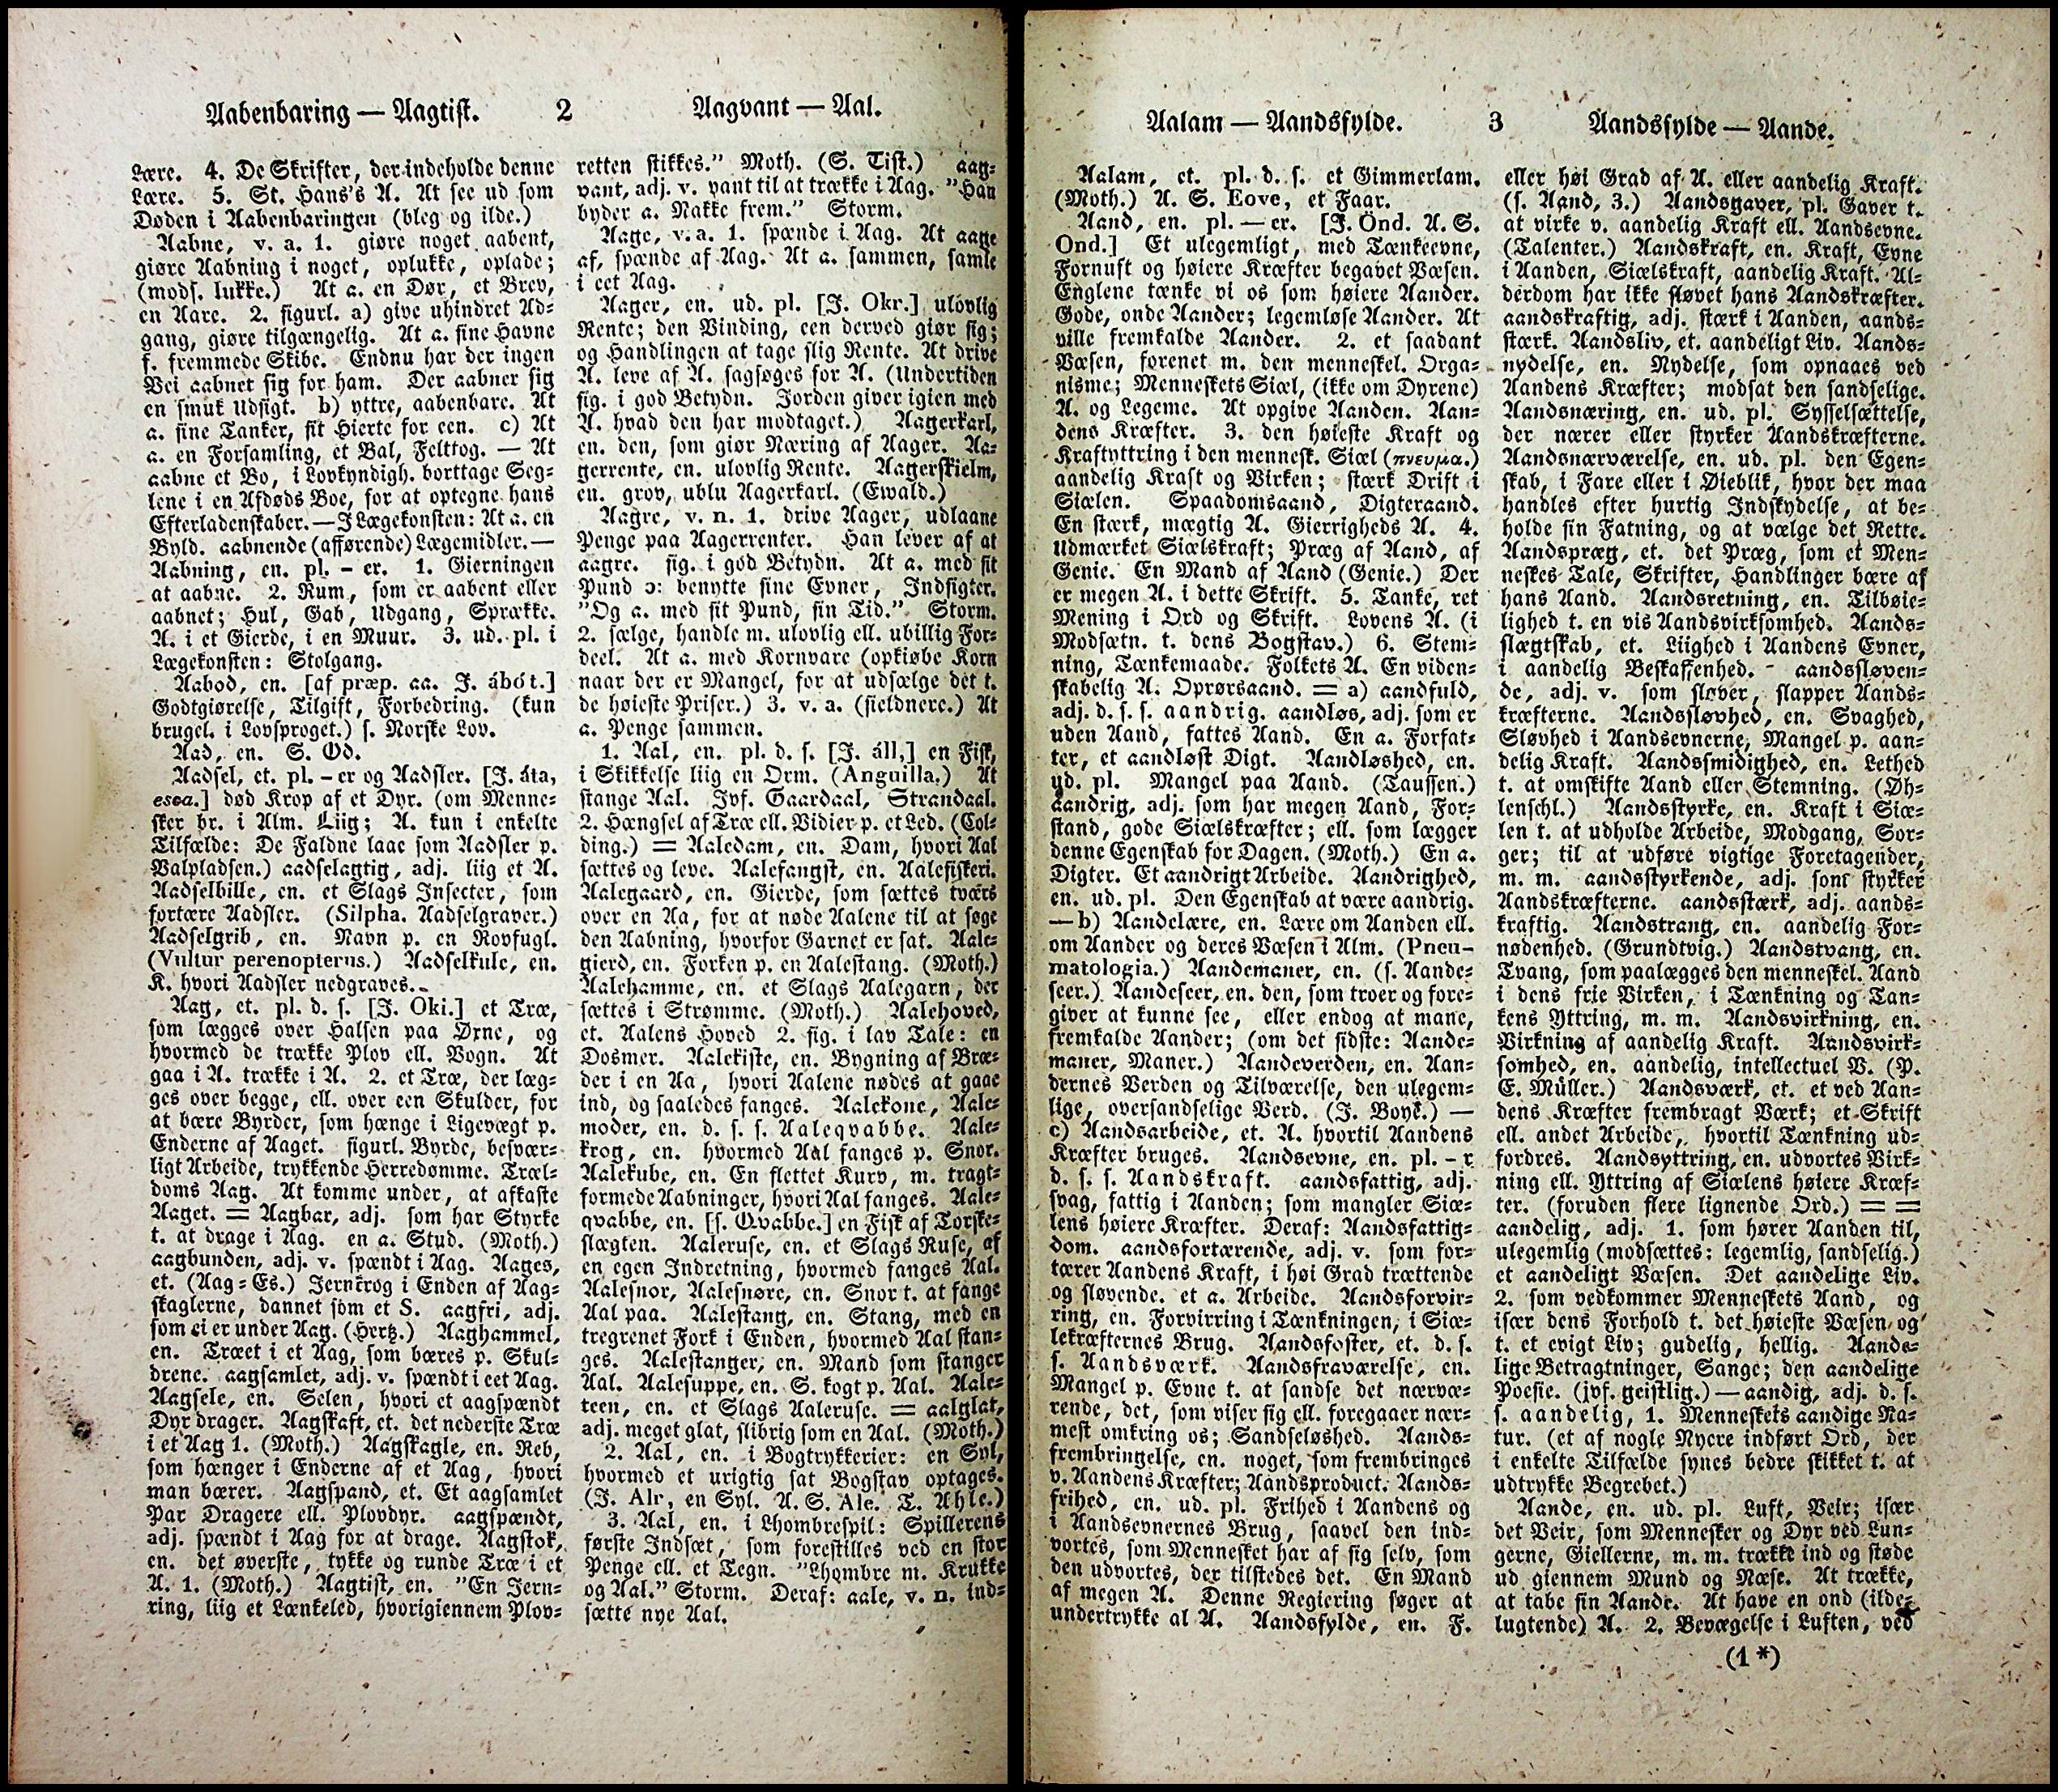 Aabenbaring — Aagtist.
2
Aagvant — Aal.
Lære. 4. De Skrifter, der indeholde denne
Lære. 5. St. Hans's A. At see ud som
Døden i Aabenbaringen (bleg og ilde.)
Aabne, v. a. 1. giøre noget aabent,
giøre Aabning i noget, oplukke, oplade;
(mods. lukke.) At a. en Dør, et Brev,
en Aare. 2. figurl. a) give uhindret Ad-
gang, giøre tilgængelig. At a. sine Havne
f. fremmede Skibe. Endnu har der ingen
Vei aabnet sig for ham. Der aabner sig
en smuk Udsigt. b) yttre, aabenbare. At
a. sine Tanker, sit Hierte for een. c) At
a. en Forsamling, et Bal, Felttog. — At
aabne et Bo, i Lovkyndigh. borttage Seg-
lene i en Afdøds Boe, for at optegne hans
Efterladenskaber. — I Lægekonsten: At a. en
Byld. aabnende (afførende) Lægemidler. —
Aabning, en. pl. - er. 1. Gierningen
at aabne. 2. Rum, som er aabent eller
aabnet; Hul, Gab, Udgang, Sprække.
A. i et Gierde, i en Muur. 3. ud. pl. i
Lægekonsten: Stolgang.
Aabod, en. [af præp. aa. J. ábót.]
Godtgiørelse, Tilgift, Forbedring. (kun
brugel. i Lovsproget.) s. Norske Lov.
Aad, en. S. Od.
Aadsel, et. pl. - er og Aadsler. [J. áta,
esca.] død Krop af et Dyr. (om Menne-
sker br. i Alm. Liig; A. kun i enkelte
Tilfælde: De Faldne laae som Aadsler p.
Valpladsen.) aadselagtig, adj. liig et A.
Aadselbille, en. et Slags Insecter, som
fortære Aadsler. (Silpha. Aadselgraver.)
Aadselgrib, en. Navn p. en Rovfugl.
(Vultur perenopterus.) Aadselkule, en.
K. hvori Aadsler nedgraves.
Aag, et. pl. d. s. [J. Oki.] et Træ,
som lægges over Halsen paa Ørne, og
hvormed de trække Plov ell. Vogn. At
gaa i A. trække i A. 2. et Træ, der læg-
ges over begge, ell. over een Skulder, for
at bære Byrder, som hænge i Ligevægt p.
Enderne af Aaget. figurl. Byrde, besvær-
ligt Arbeide, trykkende Herredømme. Træl-
doms Aag. At komme under, at afkaste
Aaget. = Aagbar, adj. som har Styrke
t. at drage i Aag. en a. Stud. (Moth.)
aagbunden, adj. v. spændt i Aag. Aages,
et. (Aag-Es.) Jernkrog i Enden af Aag-
skaglerne, dannet som et S. aagfri, adj.
som ei er under Aag. (Hertz.) Aaghammel,
en. Træet i et Aag, som bæres p. Skul-
drene. aagsamlet, adj. v. spændt i eet Aag.
Aagsele, en. Selen, hvori et aagspændt
Dyr drager. Aagskaft, et. det nederste Træ
i et Aag 1. (Moth.) Aagskagle, en. Reb,
som hænger i Enderne af et Aag, hvori
man bærer. Aagspand, et. Et aagsamlet
Par Dragere ell. Plovdyr. aagspændt,
adj. spændt i Aag for at drage. Aagstok,
en. det øverste, tykke og runde Træ i et
A. 1. (Moth.) Aagtist, en. "En Jern-
ring, liig et Lænkeled, hvorigiennem Plov-
retten stikkes." Moth. (S. Tist.) aag-
vant, adj. v. vant til at trække i Aag. "Han
byder a. Nakke frem." Storm.
Aage, v. a. 1. spænde i Aag. At aage
af, spænde af Aag. At a. sammen, samle
i eet Aag.
Aager, en. ud. pl. [J. Okr.] ulovlig
Rente; den Vinding, een derved giør sig;
og Handlingen at tage slig Rente. At drive
A. leve af A. sagsøges for A. (Undertiden
fig. i god Betydn. Jorden giver igien med
A. hvad den har modtaget.) Aagerkarl,
en. den, som giør Næring af Aager. Aa-
gerrente, en. ulovlig Rente. Aagerskielm,
en. grov, ublu Aagerkarl. (Ewald.)
Aagre, v. n. 1. drive Aager, udlaane
Penge paa Aagerrenter. Han lever af at
aagre. fig. i god Betydn. At a. med sit
Pund ɔ: benytte sine Evner, Indsigter.
"Og a. med sit Pund, sin Tid." Storm.
2. sælge, handle m. ulovlig ell. ubillig For-
deel. At a. med Kornvare (opkiøbe Korn
naar der er Mangel, for at udsælge det t.
de høieste Priser.) 3. v. a. (sieldnere.) At
a. Penge sammen.
1. Aal, en. pl. d. s. [J. áll,] en Fisk,
i Skikkelse liig en Orm. (Anguilla.) At
stange Aal. Jvf. Gaardaal, Strandaal.
2. Hængsel af Træ ell. Vidier p. et Led. (Col-
ding.) = Aaledam, en. Dam, hvori Aal
sættes og leve. Aalefangst, en. Aalefiskeri.
Aalegaard, en. Gierde, som sættes tværs
over en Aa, for at nøde Aalene til at søge
den Aabning, hvorfor Garnet er sat. Aale-
gierd, en. Forken p. en Aalestang. (Moth.)
Aalehamme, en. et Slags Aalegarn, der
sættes i Strømme. (Moth.) Aalehoved,
et. Aalens Hoved 2. fig. i lav Tale: en
Dosmer. Aalekiste, en. Bygning af Bræ-
der i en Aa, hvori Aalene nødes at gaae
ind, og saaledes fanges. Aalekone, Aale-
moder, en. d. s. s. Aaleqvabbe. Aale-
krog, en. hvormed Aal fanges p. Snor.
Aalekube, en. En flettet Kurv, m. tragt-
formede Aabninger, hvori Aal fanges. Aale-
qvabbe, en. [s. Qvabbe.] en Fisk af Torske-
slægten. Aaleruse, en. et Slags Ruse, af
en egen Indretning, hvormed fanges Aal.
Aalesnor, Aalesnøre, en. Snor t. at fange
Aal paa. Aalestang, en. Stang, med en
tregrenet Fork i Enden, hvormed Aal stan-
ges. Aalestanger, en. Mand som stanger
Aal. Aalesuppe, en. S. kogt p. Aal. Aale-
teen, en. et Slags Aaleruse. = aalglat,
adj. meget glat, slibrig som en Aal. (Moth.)
2. Aal, en. i Bogtrykkerier: en Syl,
hvormed et urigtig sat Bogstav optages.
(J. Alr, en Syl. A. S. Ale. T. Ahle.)
3. Aal, en. i Lhombrespil: Spillerens
første Indsæt, som forestilles ved en stor
Penge ell. et Tegn. "Lhombre m. Krukke
og Aal." Storm. Deraf: aale, v. n. ind-
sætte nye Aal.
Aalam — Aandsfylde.
3
Aandsfylde — Aande.
Aalam, et. pl. d. s. et Gimmerlam.
(Moth.) A. S. Eove, et Faar.
Aand, en. pl. — er. [J. Önd. A. S.
Ond.] Et ulegemligt, med Tænkeevne,
Fornuft og høiere Kræfter begavet Væsen.
Englene tænke vi os som høiere Aander.
Gode, onde Aander; legemløse Aander. At
ville fremkalde Aander. 2. et saadant
Væsen, forenet m. den menneskel. Orga-
nisme; Menneskets Siæl, (ikke om Dyrene)
A. og Legeme. At opgive Aanden. Aan-
dens Kræfter. 3. den høieste Kraft og
Kraftyttring i den mennesk. Siæl (πνευμα.)
aandelig Kraft og Virken; stærk Drift i
Siælen. Spaadomsaand, Digteraand.
En stærk, mægtig A. Gierrigheds A. 4.
Udmærket Siælskraft; Præg af Aand, af
Genie. En Mand af Aand (Genie.) Der
er megen A. i dette Skrift. 5. Tanke, ret
Mening i Ord og Skrift. Lovens A. (i
Modsætn. t. dens Bogstav.) 6. Stem-
ning, Tænkemaade. Folkets A. En viden-
skabelig A. Oprørsaand. = a) aandfuld,
adj. d. s. s. aandrig. aandløs, adj. som er
uden Aand, fattes Aand. En a. Forfat-
ter, et aandløst Digt. Aandløshed, en.
ud. pl. Mangel paa Aand. (Taussen.)
aandrig, adj. som har megen Aand, For-
stand, gode Siælskræfter; ell. som lægger
denne Egenskab for Dagen. (Moth.) En a.
Digter. Et aandrigt Arbeide. Aandrighed,
en. ud. pl. Den Egenskab at være aandrig.
— b) Aandelære, en. Lære om Aanden ell.
om Aander og deres Væsen i Alm. (Pneu-
matologia.) Aandemaner, en. (s. Aande-
seer.) Aandeseer, en. den, som troer og fore-
giver at kunne see, eller endog at mane,
fremkalde Aander; (om det sidste: Aande-
maner, Maner.) Aandeverden, en. Aan-
dernes Verden og Tilværelse, den ulegem-
lige, oversandselige Verd. (J. Boyk.) —
c) Aandsarbeide, et. A. hvortil Aandens
Kræfter bruges. Aandsevne, en. pl. - r
d. s. s. Aandskraft. aandsfattig, adj.
svag, fattig i Aanden; som mangler Siæ-
lens høiere Kræfter. Deraf: Aandsfattig-
dom. aandsfortærende, adj. v. som for-
tærer Aandens Kraft, i høi Grad trættende
og sløvende. et a. Arbeide. Aandsforvir-
ring, en. Forvirring i Tænkningen, i Siæ-
lekræfternes Brug. Aandsfoster, et. d. s.
s. Aandsværk. Aandsfraværelse, en.
Mangel p. Evne t. at sandse det nærvæ-
rende, det, som viser sig ell. foregaaer nær-
mest omkring os; Sandseløshed. Aands-
frembringelse, en. noget, som frembringes
v. Aandens Kræfter; Aandsproduct. Aands-
frihed, en. ud. pl. Frihed i Aandens og
i Aandsevnernes Brug, saavel den ind-
vortes, som Mennesket har af sig selv, som
den udvortes, der tilstedes det. En Mand
af megen A. Denne Regiering søger at
undertrykke al A. Aandsfylde, en. F.
eller høi Grad af A. eller aandelig Kraft.
(s. Aand, 3.) Aandsgaver, pl. Gaver t.
at virke v. aandelig Kraft ell. Aandsevne.
(Talenter.) Aandskraft, en. Kraft, Evne
i Aanden, Siælskraft, aandelig Kraft. Al-
derdom har ikke sløvet hans Aandskræfter.
aandskraftig, adj. stærk i Aanden, aands-
stærk. Aandsliv, et. aandeligt Liv. Aands-
nydelse, en. Nydelse, som opnaaes ved
Aandens Kræfter; modsat den sandselige.
Aandsnæring, en. ud. pl. Sysselsættelse,
der nærer eller styrker Aandskræfterne.
Aandsnærværelse, en. ud. pl. den Egen-
skab, i Fare eller i Øieblik, hvor der maa
handles efter hurtig Indskydelse, at be-
holde sin Fatning, og at vælge det Rette.
Aandspræg, et. det Præg, som et Men-
neskes Tale, Skrifter, Handlinger bære af
hans Aand. Aandsretning, en. Tilbøie-
lighed t. en vis Aandsvirksomhed. Aands-
slægtskab, et. Liighed i Aandens Evner,
i aandelig Beskaffenhed. aandssløven-
de, adj. v. som sløver, slapper Aands-
kræfterne. Aandssløvhed, en. Svaghed,
Sløvhed i Aandsevnerne, Mangel p. aan-
delig Kraft. Aandssmidighed, en. Lethed
t. at omskifte Aand eller Stemning. (Øh-
lenschl.) Aandsstyrke, en. Kraft i Siæ-
len t. at udholde Arbeide, Modgang, Sor-
ger; til at udføre vigtige Foretagender,
m. m. aandsstyrkende, adj. som styrker
Aandskræfterne. aandsstærk, adj. aands-
kraftig. Aandstrang, en. aandelig For-
nødenhed. (Grundtvig.) Aandstvang, en.
Tvang, som paalægges den menneskel. Aand
i dens frie Virken, i Tænkning og Tan-
kens Yttring, m. m. Aandsvirkning, en.
Virkning af aandelig Kraft. Aandsvirk-
somhed, en. aandelig, intellectuel V. (P.
E. Müller.) Aandsværk, et. et ved Aan-
dens Kræfter frembragt Værk; et Skrift
ell. andet Arbeide, hvortil Tænkning ud-
fordres. Aandsyttring, en. udvortes Virk-
ning ell. Yttring af Siælens høiere Kræf-
ter. (foruden flere lignende Ord.) = =
aandelig, adj. 1. som hører Aanden til,
ulegemlig (modsættes: legemlig, sandselig.)
et aandeligt Væsen. Det aandelige Liv.
2. som vedkommer Menneskets Aand, og
især dens Forhold t. det høieste Væsen og
t. et evigt Liv; gudelig, hellig. Aande-
lige Betragtninger, Sange; den aandelige
Poesie. (jvf. geistlig.) — aandig, adj. d. s.
s. aandelig, 1. Menneskets aandige Na-
tur. (et af nogle Nyere indført Ord, der
i enkelte Tilfælde synes bedre skikket t. at
udtrykke Begrebet.)
Aande, en. ud. pl. Luft, Veir; især
det Veir, som Mennesker og Dyr ved Lun-
gerne, Giellerne, m. m. trække ind og støde
ud giennem Mund og Næse. At trække,
at tabe sin Aande. At have en ond (ilde-
lugtende) A. 2. Bevægelse i Luften, ved
(1*)